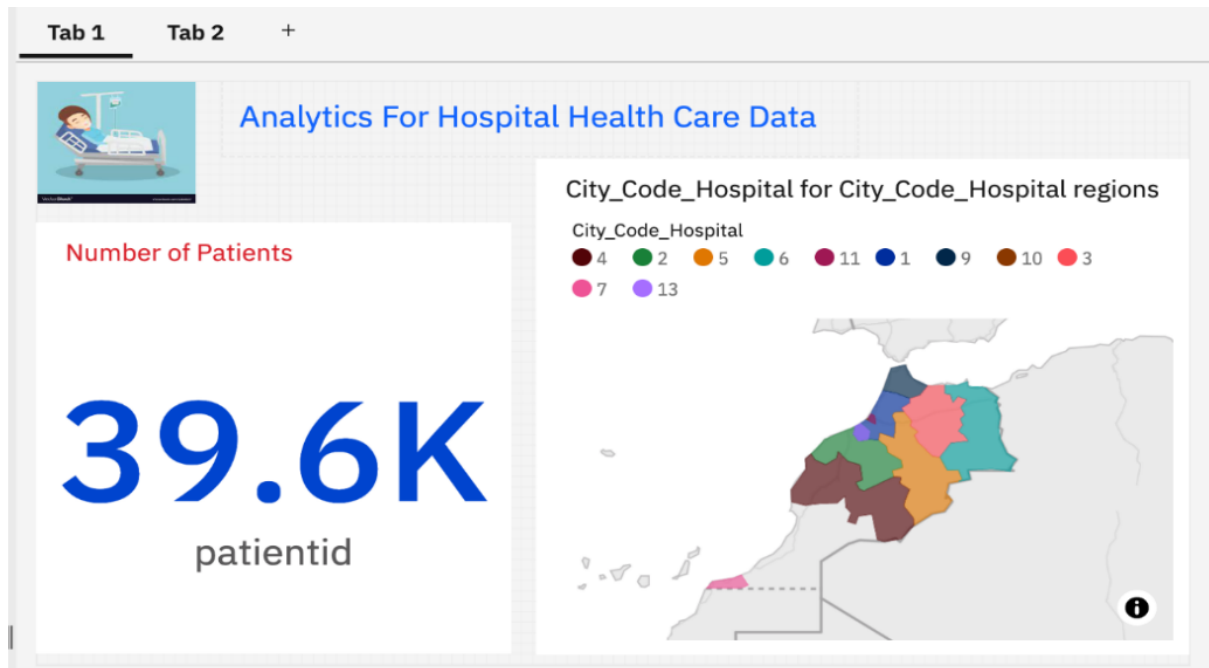 Tab 1 Tab 2 +
Analytics For Hospital Health Care Data
Number of Patients
39.6K
patientid
City_Code_Hospital for City_Code_Hospital regions
City_Code_Hospital
4 2 5 6 11 1 9 10 3
7 13